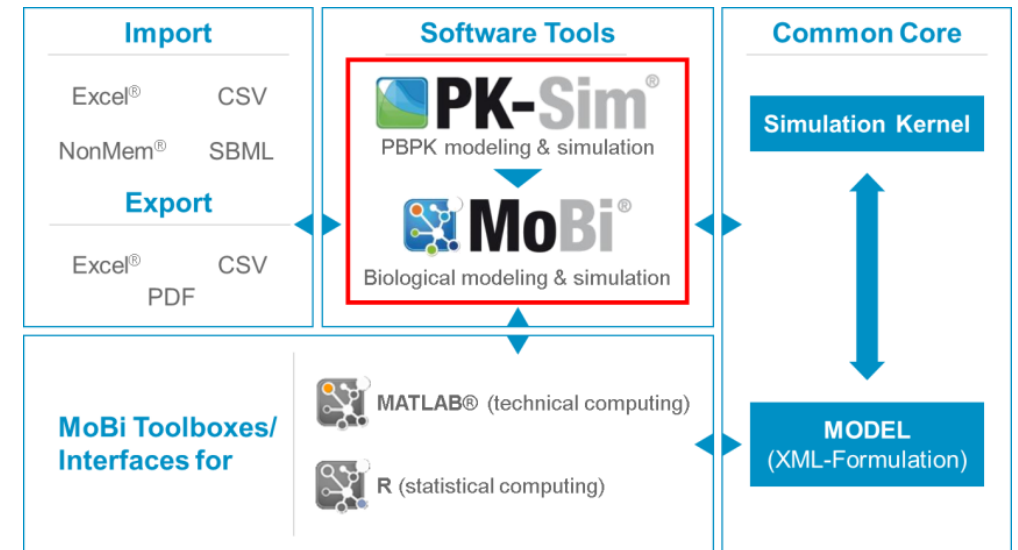 Import
Excel® CSV
NonMem® SBML
Export
Excel® CSV
PDF
Software Tools
PK-Sim®
PBPK modeling & simulation
MoBi®
Biological modeling & simulation
Common Core
Simulation Kernel
MODEL
(XML-Formulation)
MoBi Toolboxes/
Interfaces for
MATLAB® (technical computing)
R (statistical computing)